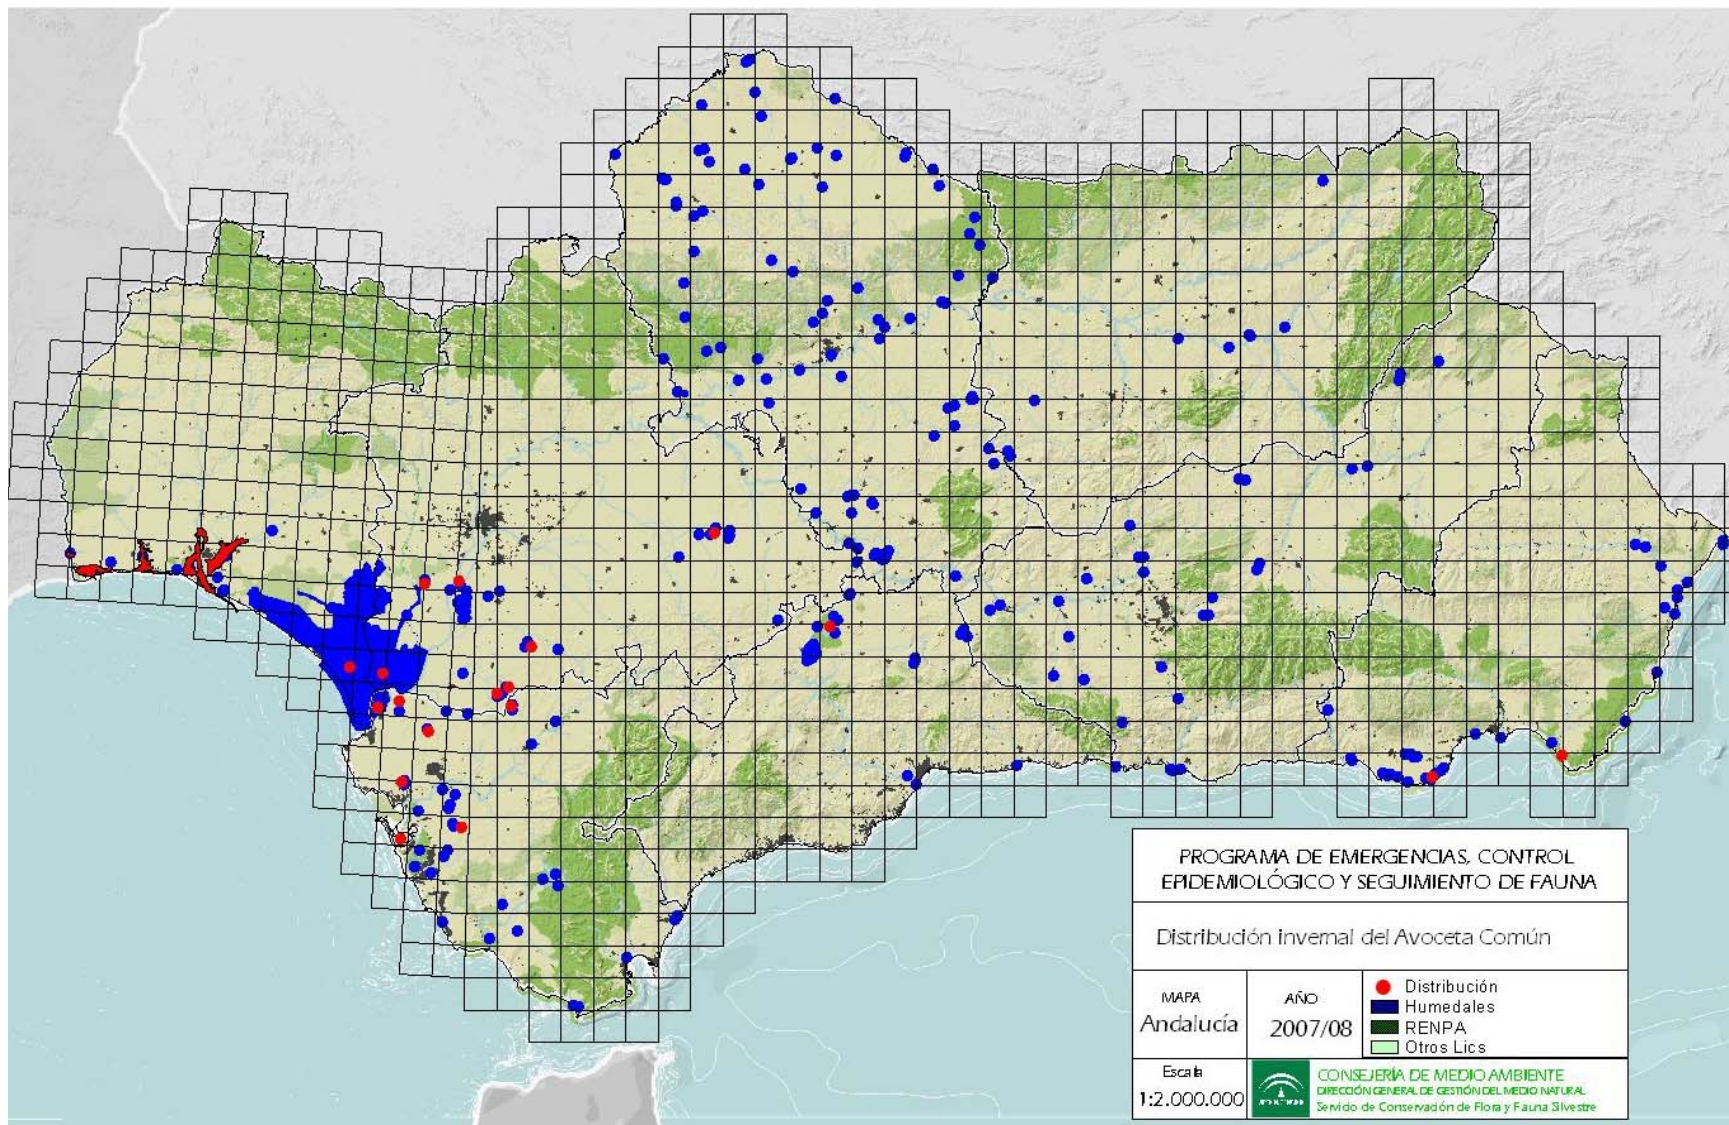 PROGRAMA DE EMERGENCIAS, CONTROL
EPIDEMIOLÓGICO Y SEGUIMIENTO DE FAUNA
Distribución invernal del Avoceta Común
MAPA
Andalucía
AÑO
2007/08
Distribución
Humedales
RENPA
Otros Lics
Escala
1:2.000.000
CONSEJERÍA DE MEDIO AMBIENTE
DIRECCIÓN GENERAL DE GESTIÓN DEL MEDIO NATURAL
Servicio de Conservación de Flora y Fauna Silvestre